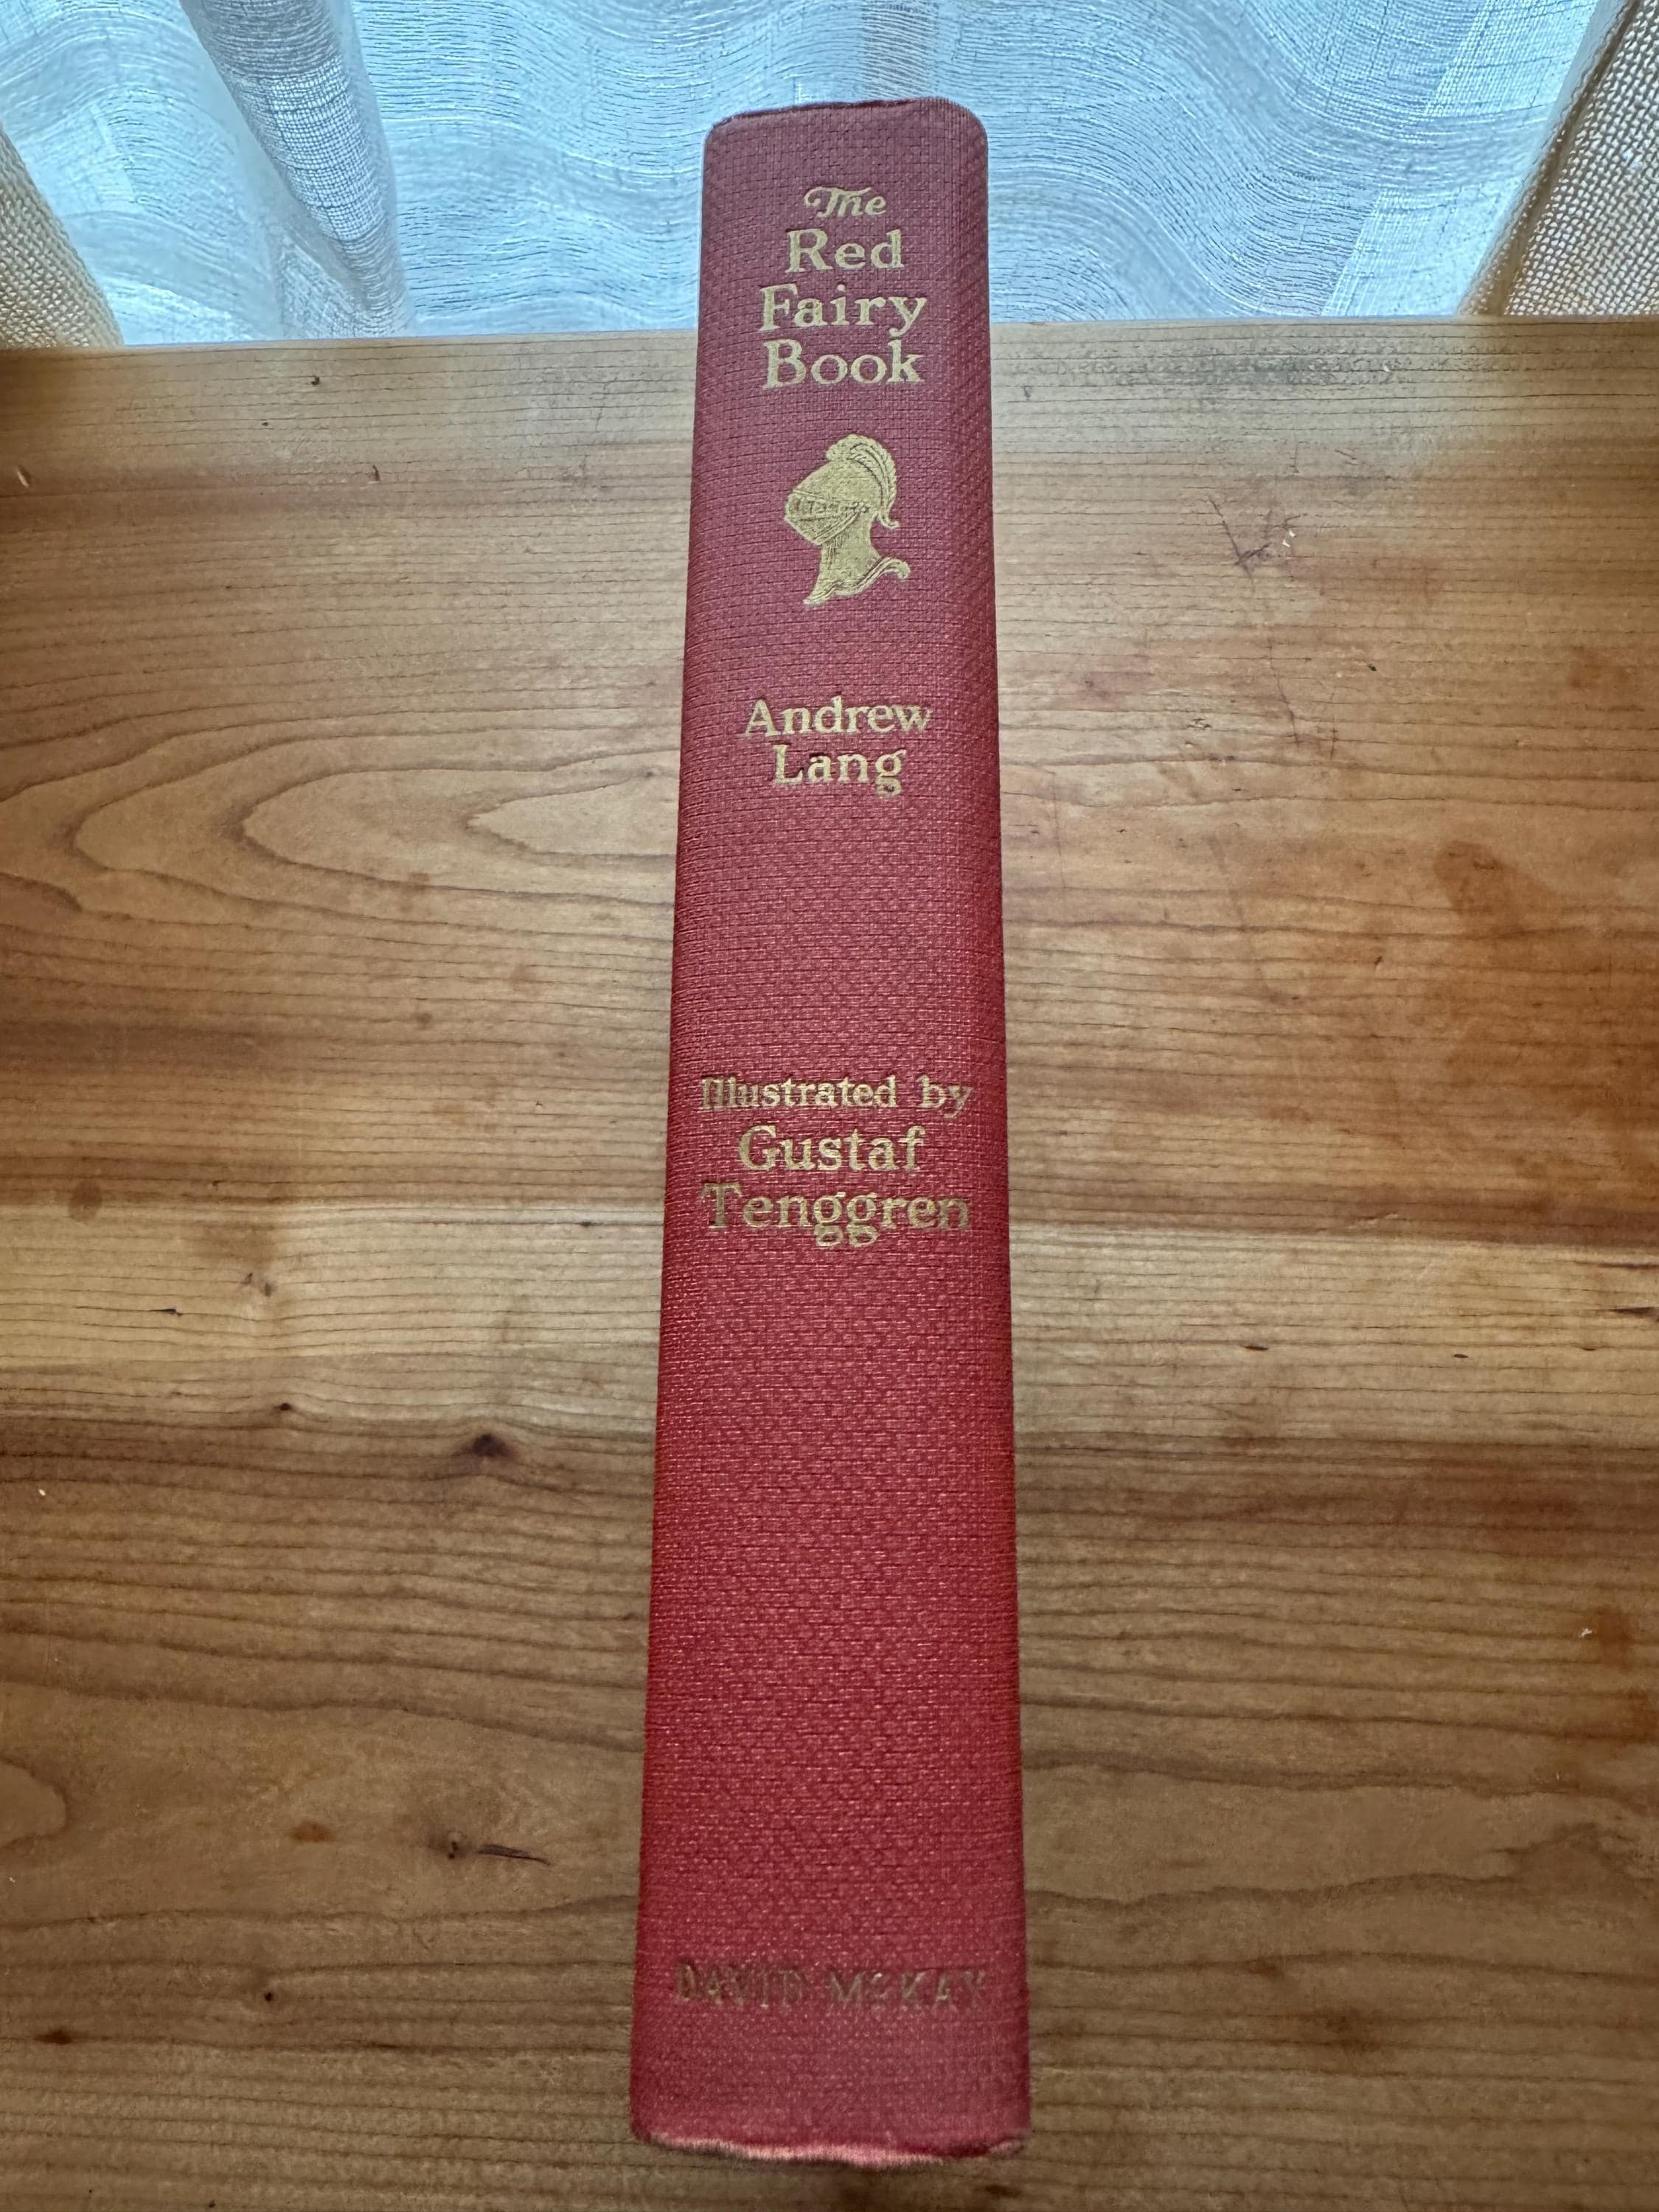 The
Red
Fairy
Book
Andrew
Lang
Illustrated by
Gustaf
Tenggren
DAVID McKAY